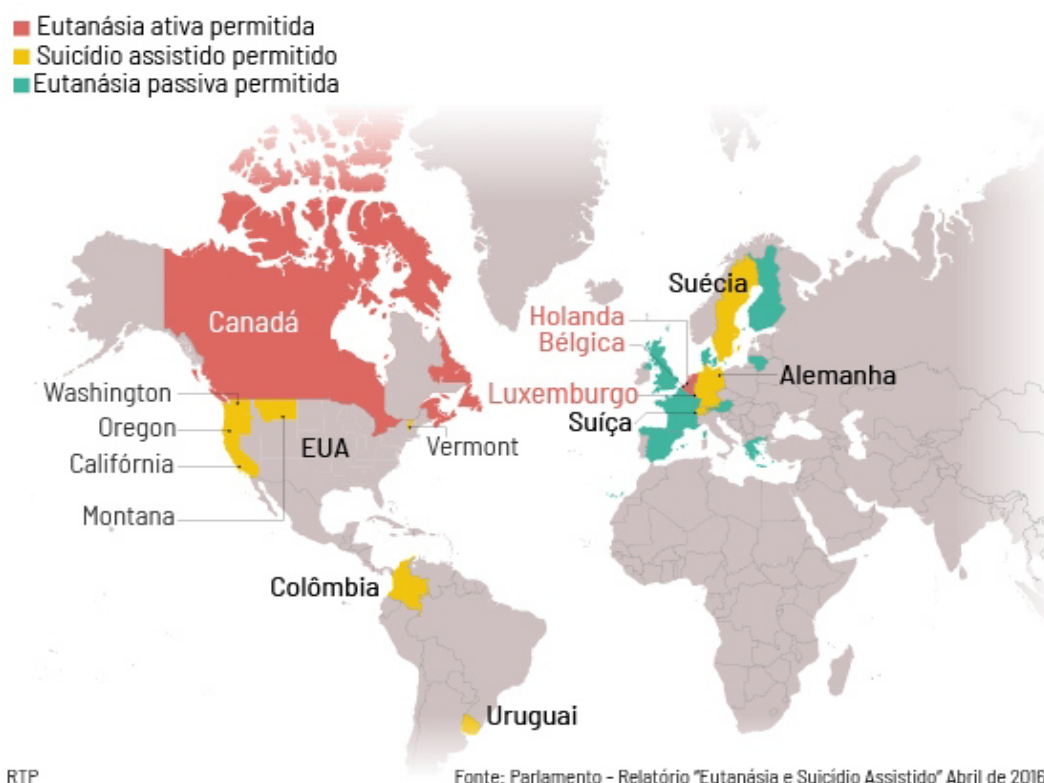 Eutanásia ativa permitida
Suicídio assistido permitido
Eutanásia passiva permitida
Canadá
Suécia
Holanda
Bélgica
Alemanha
Luxemburgo
Suíça
Washington
Oregon
EUA
Vermont
Califórnia
Montana
Colômbia
Uruguai
RTP
Fonte: Parlamento - Relatório "Eutanásia e Suicídio Assistido" Abril de 2016